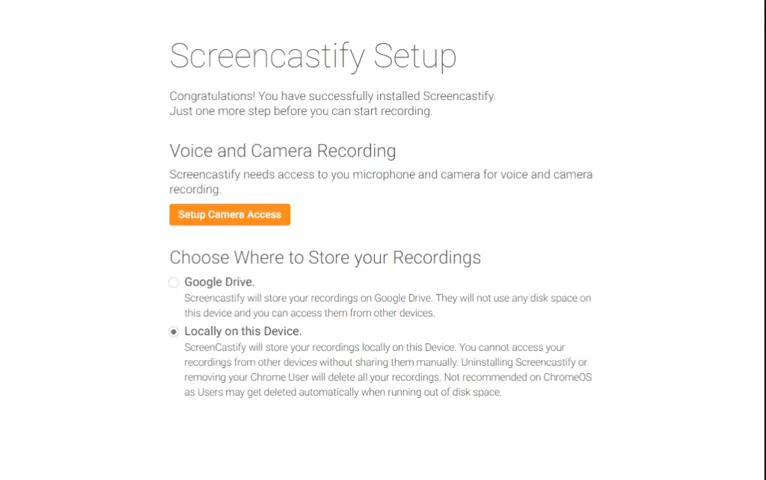 Screencastify Setup
Congratulations! You have successfully installed Screencastify.
Just one more step before you can start recording.
Voice and Camera Recording
Screencastify needs access to you microphone and camera for voice and camera
recording.
Setup Camera Access
Choose Where to Store your Recordings
Google Drive.
Screencastify will store your recordings on Google Drive. They will not use any disk space on
this device and you can access them from other devices.
Locally on this Device.
ScreenCastify will store your recordings locally on this Device. You cannot access your
recordings from other devices without sharing them manually. Uninstalling Screencastify or
removing your Chrome User will delete all your recordings. Not recommended on ChromeOS
as Users may get deleted automatically when running out of disk space.